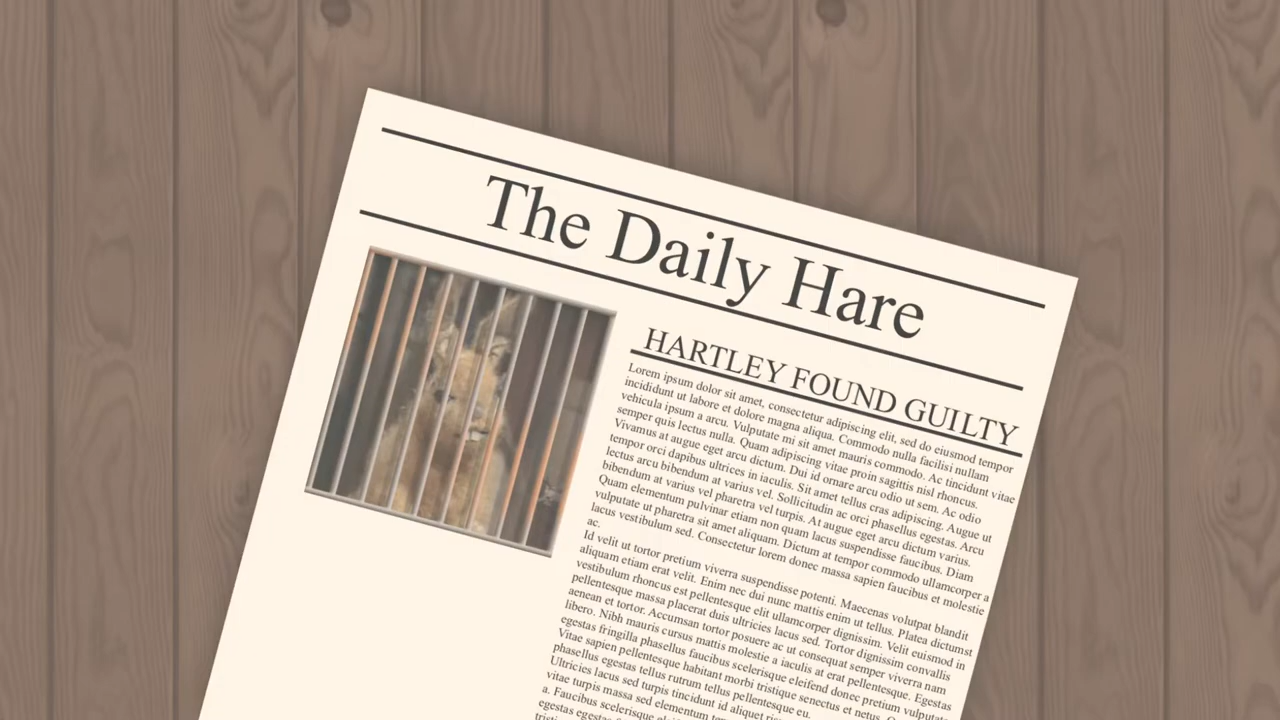 The Daily Hare
HARTLEY FOUND GUILTY
Lorem ipsum dolor sit amet, consectetur adipiscing elit, sed do eiusmod tempor
incididunt ut labore et dolore magna aliqua. Commodo nulla facilisi nullam
vehicula ipsum a arcu. Vulputate mi sit amet mauris commodo. Ac tincidunt vitae
semper quis lectus nulla. Quam adipiscing vitae proin sagittis nisl rhoncus.
Vivamus at augue eget arcu dictum. Dui id ornare arcu odio ut sem. Ac odio
tempor orci dapibus ultrices in iaculis. Sit amet tellus cras adipiscing. Augue ut
lectus arcu bibendum at varius vel. Sollicitudin ac orci phasellus egestas. Arcu
bibendum at varius vel pharetra vel turpis. At augue eget arcu dictum varius.
Quam elementum pulvinar etiam non quam lacus suspendisse faucibus. Diam
vulputate ut pharetra sit amet aliquam. Dictum at tempor commodo ullamcorper a
lacus vestibulum sed. Consectetur lorem donec massa sapien faucibus et molestie
ac.
Id velit ut tortor pretium viverra suspendisse potenti. Maecenas volutpat blandit
aliquam etiam erat velit. Enim nec dui nunc mattis enim ut tellus. Platea dictumst
vestibulum rhoncus est pellentesque elit ullamcorper dignissim. Velit euismod in
pellentesque massa placerat duis ultricies lacus sed. Tortor dignissim convallis
aenean et tortor. Accumsan tortor posuere ac ut consequat semper viverra nam
libero. Nibh mauris cursus mattis molestie a iaculis at erat pellentesque. Egestas
egestas fringilla phasellus faucibus scelerisque eleifend donec pretium vulputate
Vitae sapien pellentesque habitant morbi tristique senectus et netus.
phasellus egestas tellus rutrum tellus pellentesque eu.
Ultricies lacus sed turpis tincidunt id aliquet
vitae turpis massa sed elementum
a. Faucibus scelerisque
egestas